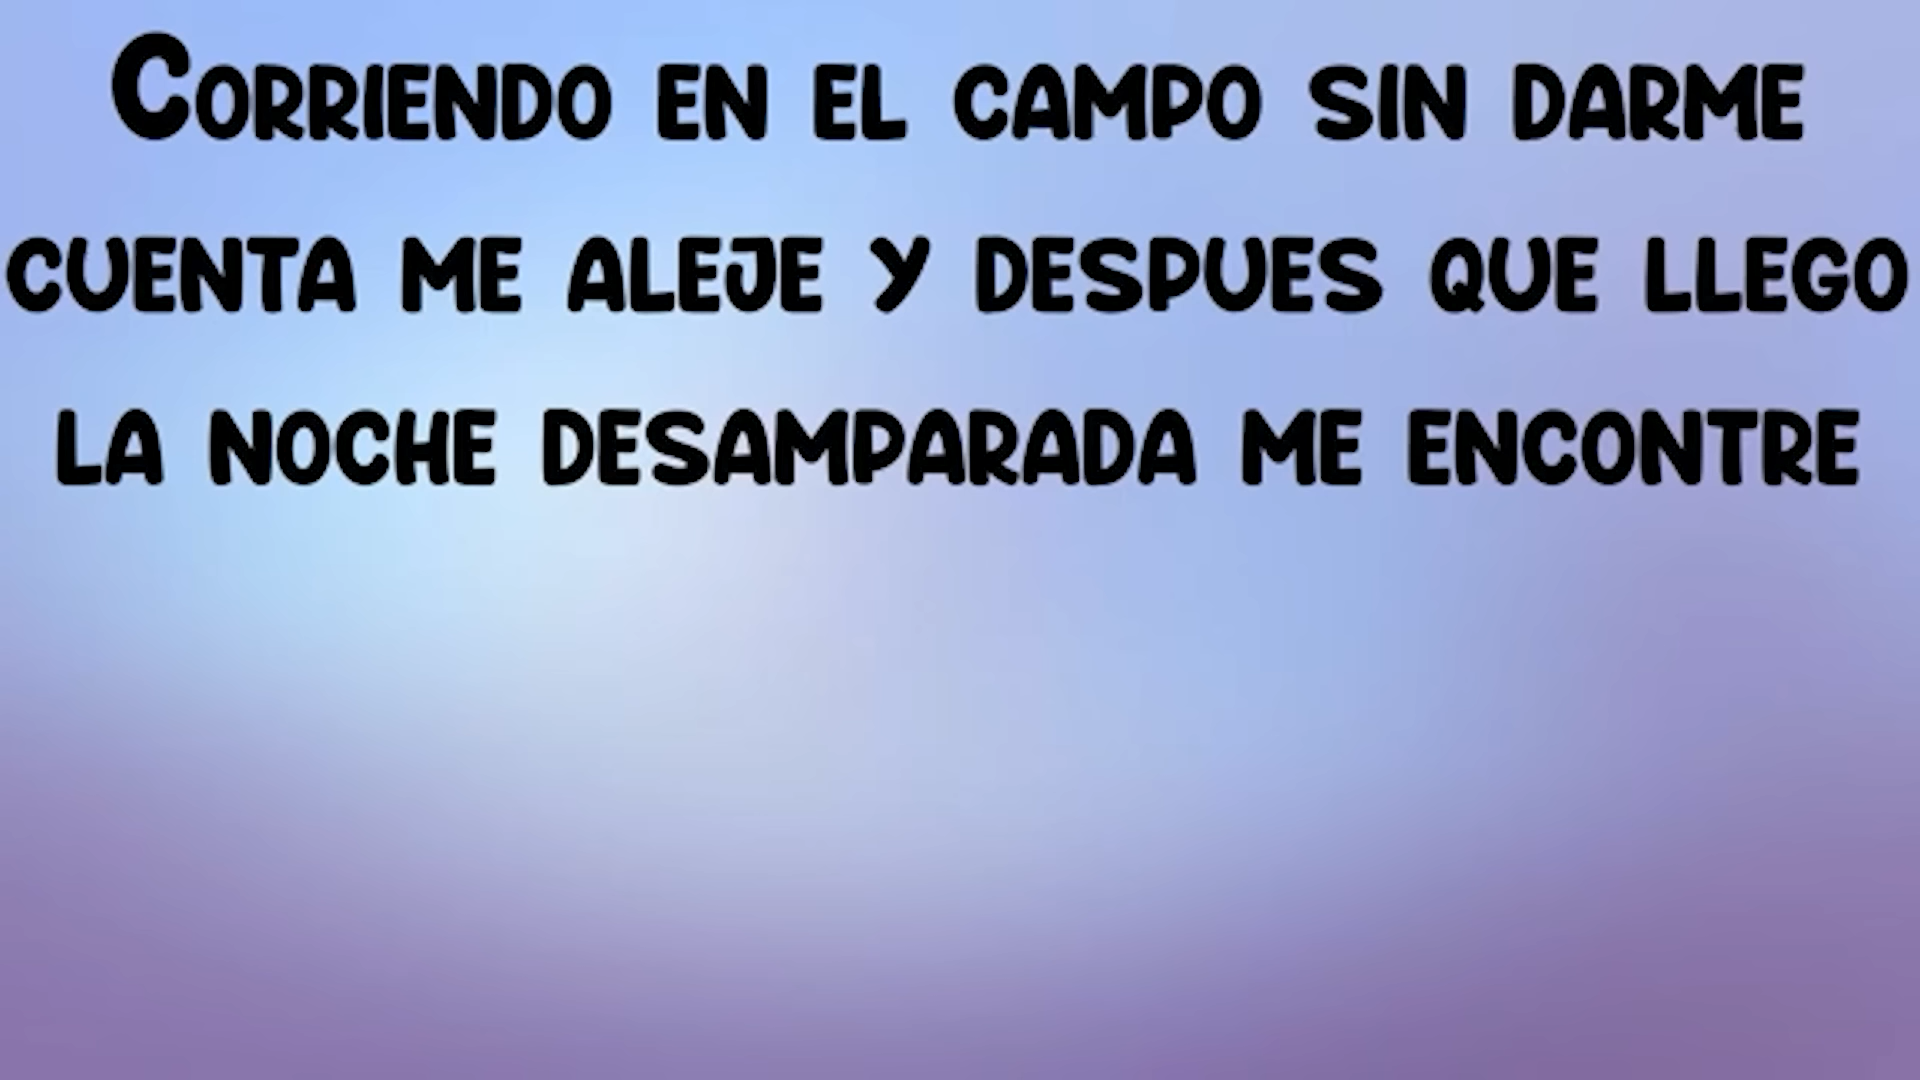 Corriendo en el campo sin darme
cuenta me aleje y despues que llego
la noche desamparada me encontre